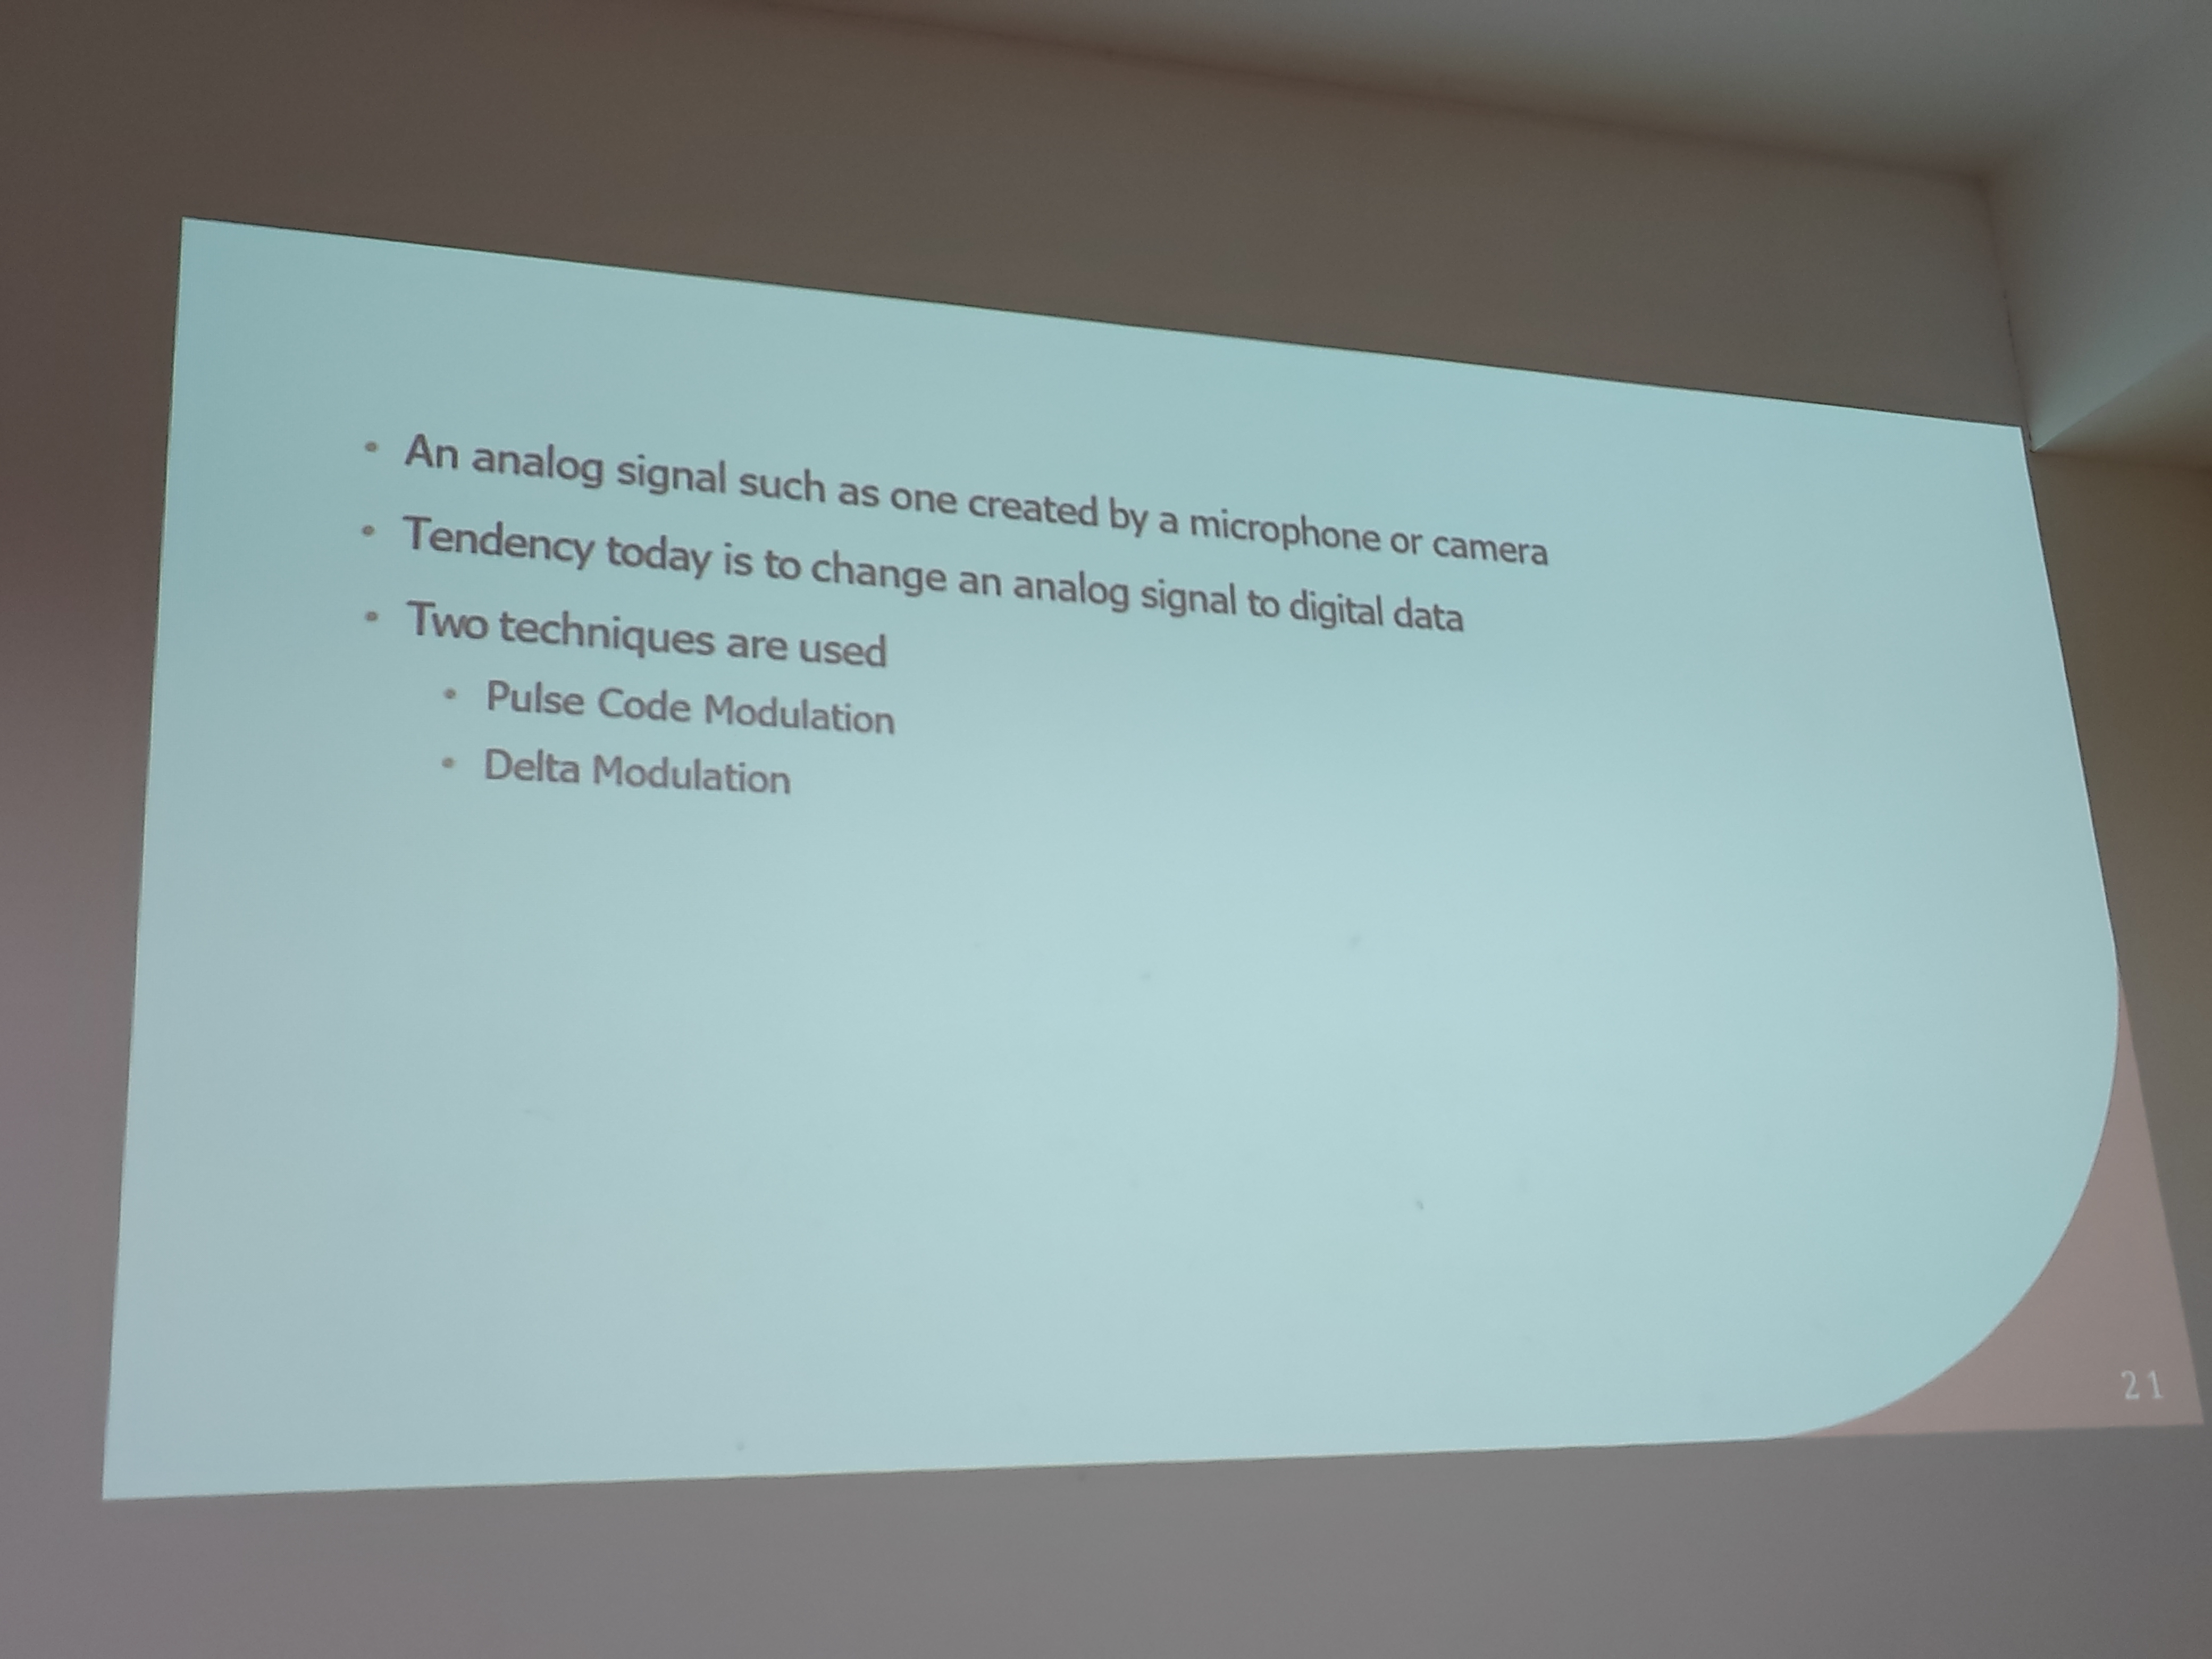 • An analog signal such as one created by a microphone or camera
• Tendency today is to change an analog signal to digital data
• Two techniques are used
• Pulse Code Modulation
• Delta Modulation
21